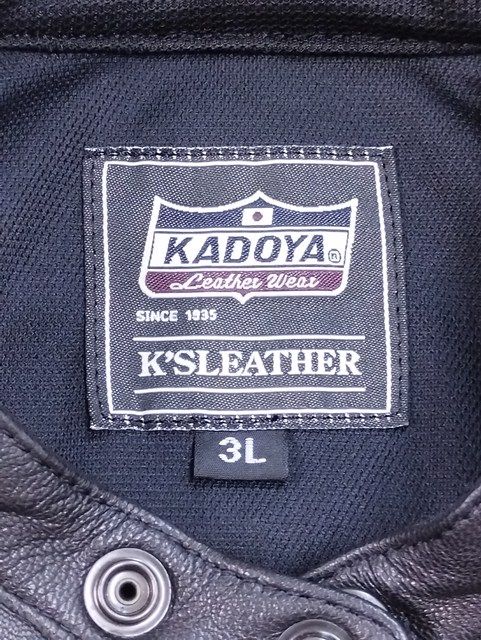 KADOYA
Leather Wear
SINCE 1935
K'SLEATHER
3L